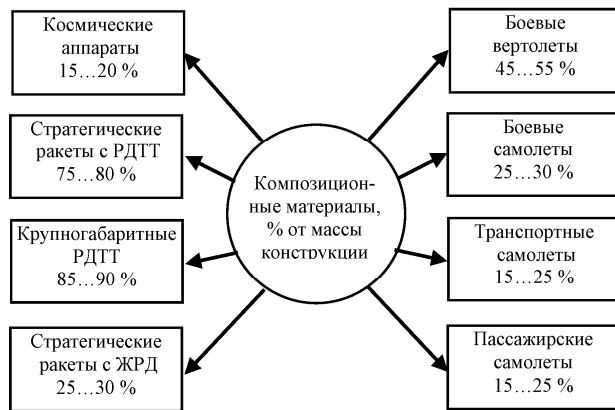 Космические
аппараты
15…20 %
Стратегические
ракеты с РДТТ
75…80 %
Крупногабаритные
РДТТ
85…90 %
Стратегические
ракеты с ЖРД
25…30 %
Композицион-
ные материалы,
% от массы
конструкции
Боевые
вертолеты
45…55 %
Боевые
самолеты
25…30 %
Транспортные
самолеты
15…25 %
Пассажирские
самолеты
15…25 %